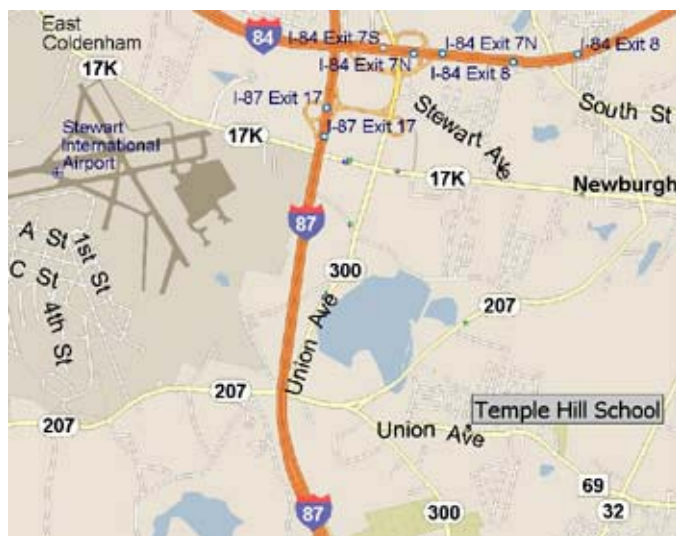 East
Coldenham
84
I-84 Exit 7S
I-84 Exit 7N
I-84 Exit 8
17K
I-84 Exit 7N
I-84 Exit 8
I-87 Exit 17
Stewart Ave
South St
Stewart
International
Airport
17K
I-87 Exit 17
17K
Newburgh
87
A St
1st St
C St
4th St
300
207
Union Ave
207
207
Temple Hill School
Union Ave
69
87
300
32